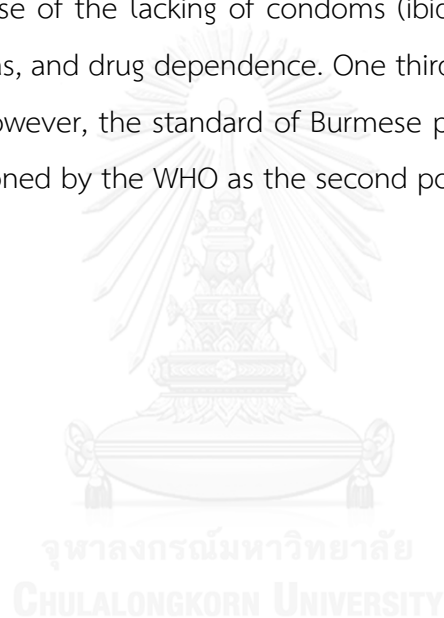 se of the lacking of condoms (ibid
as, and drug dependence. One third
owever, the standard of Burmese p
oned by the WHO as the second po
จุฬาลงกรณ์มหาวิทยาลัย
CHULALONGKORN UNIVERSITY